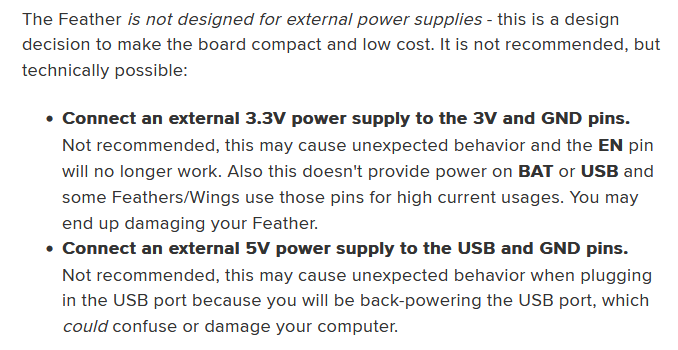 The Feather is not designed for external power supplies - this is a design
decision to make the board compact and low cost. It is not recommended, but
technically possible:
• Connect an external 3.3V power supply to the 3V and GND pins.
Not recommended, this may cause unexpected behavior and the EN pin
will no longer work. Also this doesn't provide power on BAT or USB and
some Feathers/Wings use those pins for high current usages. You may
end up damaging your Feather.
• Connect an external 5V power supply to the USB and GND pins.
Not recommended, this may cause unexpected behavior when plugging
in the USB port because you will be back-powering the USB port, which
could confuse or damage your computer.